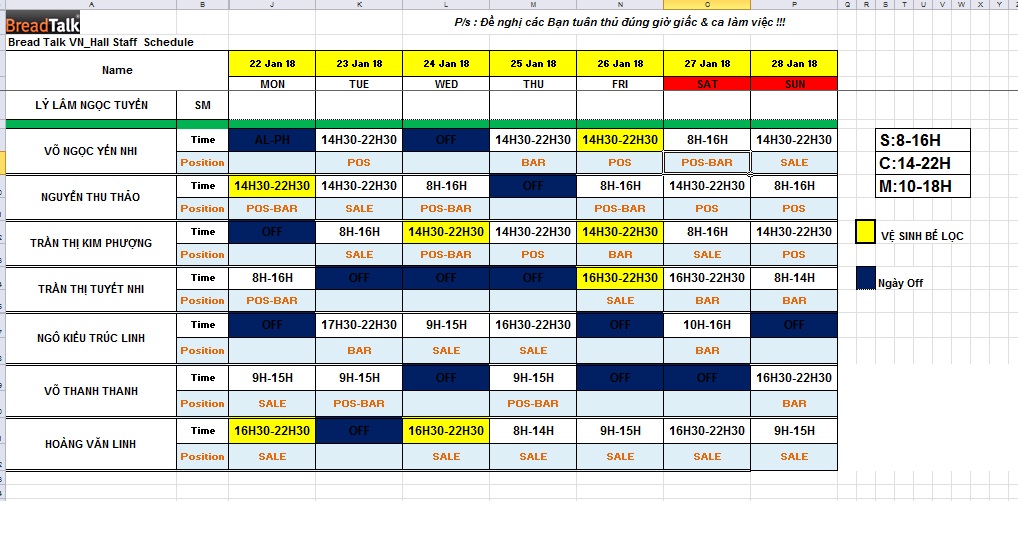 A B J K L M N O P Q R S T U V W X Y Z
BreadTalk
P/s : Đề nghị các Bạn tuân thủ đúng giờ giấc & ca làm việc !!!
Bread Talk VN_Hall Staff Schedule
Name 22 Jan 18 23 Jan 18 24 Jan 18 25 Jan 18 26 Jan 18 27 Jan 18 28 Jan 18
MON TUE WED THU FRI SAT SUN
LÝ LÂM NGỌC TUYỀN SM
VÕ NGỌC YẾN NHI Time AL-PH 14H30-22H30 OFF 14H30-22H30 14H30-22H30 8H-16H 14H30-22H30
Position POS BAR POS POS-BAR SALE
NGUYỄN THU THẢO Time 14H30-22H30 14H30-22H30 8H-16H OFF 8H-16H 14H30-22H30 8H-16H
Position POS-BAR SALE POS-BAR POS-BAR POS POS
TRẦN THỊ KIM PHƯỢNG Time OFF 8H-16H 14H30-22H30 14H30-22H30 14H30-22H30 8H-16H 14H30-22H30
Position SALE POS-BAR POS BAR SALE POS
TRẦN THỊ TUYẾT NHI Time 8H-16H OFF OFF OFF 16H30-22H30 16H30-22H30 8H-14H
Position POS-BAR SALE BAR BAR
NGÔ KIỀU TRÚC LINH Time OFF 17H30-22H30 9H-15H 16H30-22H30 OFF 10H-16H OFF
Position BAR SALE SALE BAR
VÕ THANH THANH Time 9H-15H 9H-15H OFF 9H-15H OFF OFF 16H30-22H30
Position SALE POS-BAR POS-BAR BAR
HOÀNG VĂN LINH Time 16H30-22H30 OFF 16H30-22H30 8H-14H 9H-15H 16H30-22H30 9H-15H
Position SALE SALE SALE SALE SALE SALE
S:8-16H
C:14-22H
M:10-18H
VỆ SINH BỂ LỌC
Ngày Off